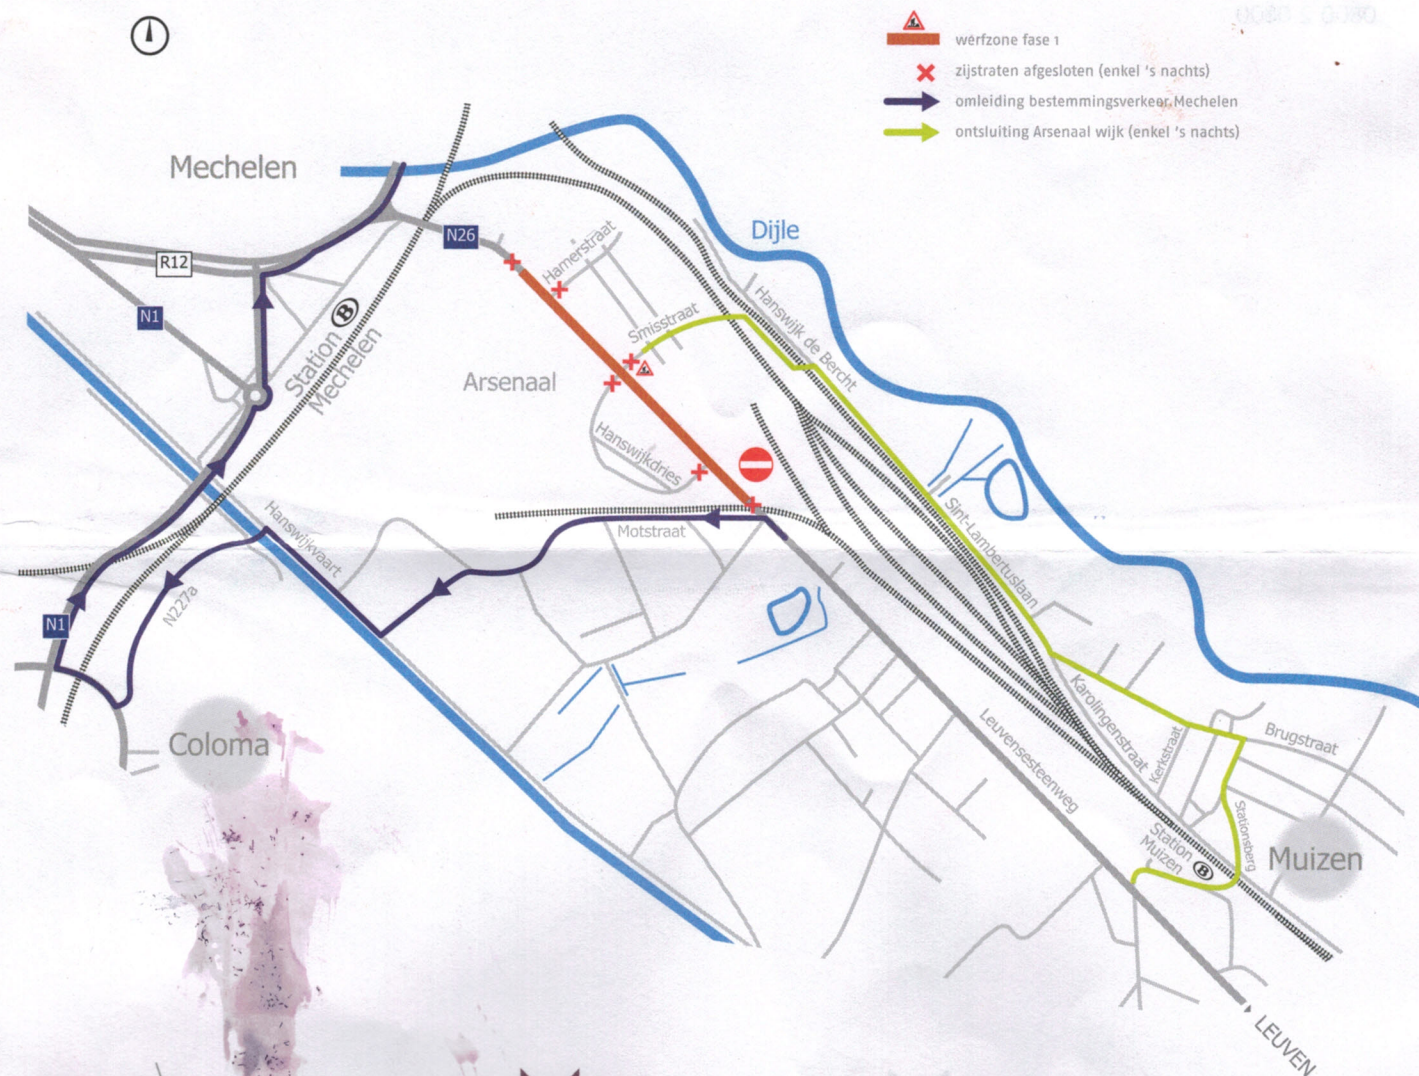 werfzone fase 1
zijstraten afgesloten (enkel 's nachts)
omleiding bestemmingsverkeer Mechelen
ontsluiting Arsenaal wijk (enkel 's nachts)
Mechelen
Dijle
N26
R12
N1
Hamerstraat
Smisstraat
Hanswijk de Bercht
Station B
Mechelen
Arsenaal
Hanswijkdries
Hanswijkvaart
Motstraat
Sint-Lambertuslaan
N227a
N1
Coloma
Karolingenstraat
Kerkstraat
Brugstraat
Leuvensesteenweg
Stationsberg
Station
Muizen
B
Muizen
LEUVEN